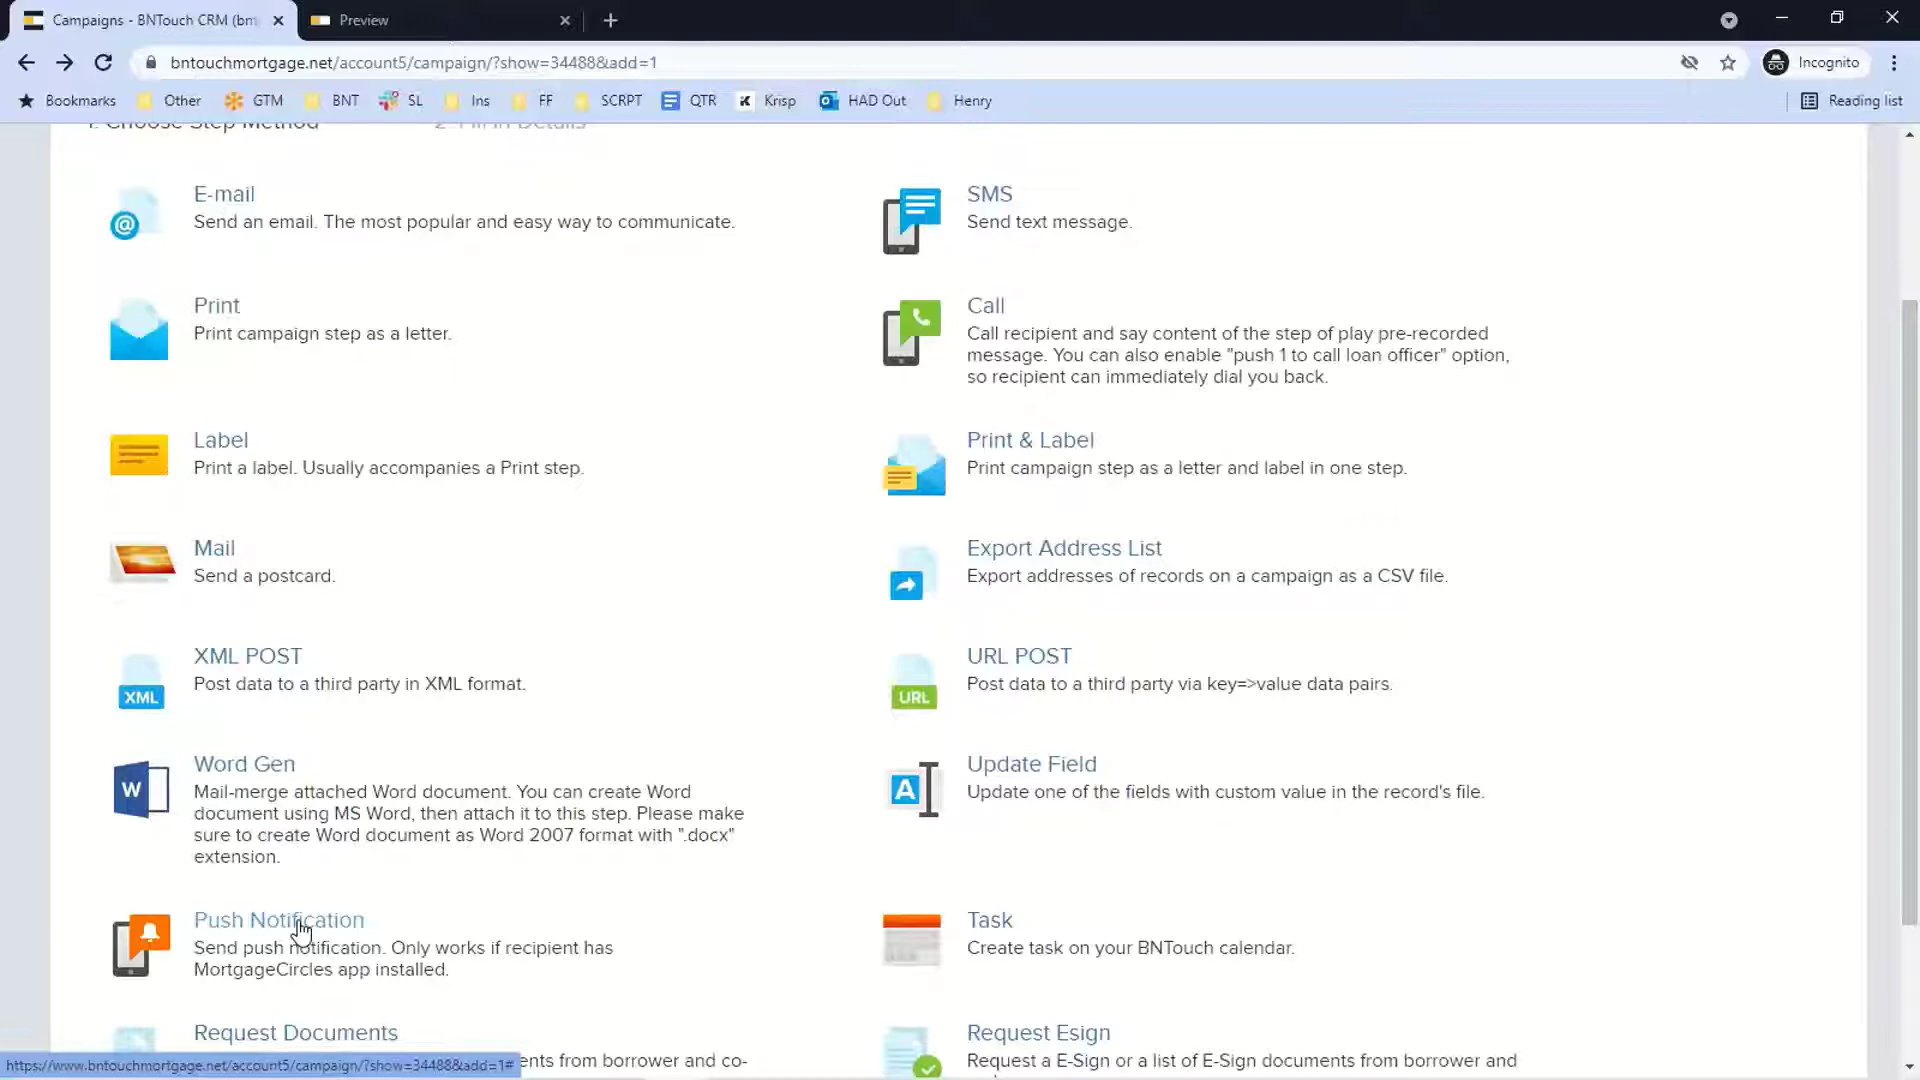 Campaigns - BNTouch CRM (bn
Preview
bntouchmortgage.net/account5/campaign/?show=34488&add=1
Incognito
Bookmarks
Other
GTM
BNT
SL
Ins
FF
SCRPT
QTR
Krisp
HAD Out
Henry
Reading list
1. Choose Step Method
2. Fill in Details
E-mail
Send an email. The most popular and easy way to communicate.
SMS
Send text message.
Print
Print campaign step as a letter.
Call
Call recipient and say content of the step of play pre-recorded
message. You can also enable "push 1 to call loan officer" option,
so recipient can immediately dial you back.
Label
Print a label. Usually accompanies a Print step.
Print & Label
Print campaign step as a letter and label in one step.
Mail
Send a postcard.
Export Address List
Export addresses of records on a campaign as a CSV file.
XML
XML POST
Post data to a third party in XML format.
URL
URL POST
Post data to a third party via key=>value data pairs.
W
Word Gen
Mail-merge attached Word document. You can create Word
document using MS Word, then attach it to this step. Please make
sure to create Word document as Word 2007 format with ".docx"
extension.
A
Update Field
Update one of the fields with custom value in the record's file.
Push Notification
Send push notification. Only works if recipient has
MortgageCircles app installed.
Task
Create task on your BNTouch calendar.
Request Documents
ents from borrower and co-
Request Esign
Request a E-Sign or a list of E-Sign documents from borrower and
https://www.bntouchmortgage.net/account5/campaign/?show=34488&add=1#